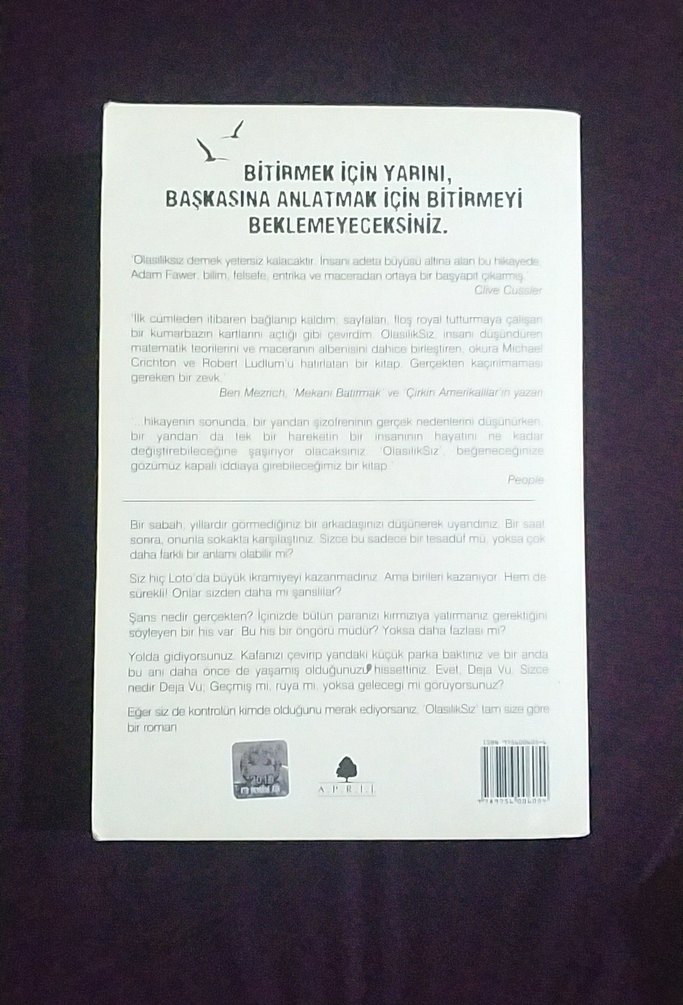 BİTİRMEK İÇİN YARINI,
BAŞKASINA ANLATMAK İÇİN BİTİRMEYİ
BEKLEMEYECEKSİNİZ.
'Olasılıksız demek yetersiz kalacaktır. İnsanı adeta büyüsü altına alan bu hikayede,
Adam Fawer, bilim, felsefe, entrika ve maceradan ortaya bir başyapıt çıkarmış.'
Clive Cussler
'İlk cümleden itibaren bağlanıp kaldım; sayfaları, floş royal tutturmaya çalışan
bir kumarbazın kartlarını açtığı gibi çevirdim. OlasılıkSız, insanı düşündüren
matematik teorilerini ve maceranın albenisini dahice birleştiren, okura Michael
Crichton ve Robert Ludlum'u hatırlatan bir kitap. Gerçekten kaçırılmaması
gereken bir zevk.'
Ben Mezrich, 'Mekanı Batırmak' ve 'Çirkin Amerikalılar'ın yazarı
'...hikayenin sonunda, bir yandan şizofreninin gerçek nedenlerini düşünürken,
bir yandan da tek bir hareketin bir insanının hayatını ne kadar
değiştirebileceğine şaşırıyor olacaksınız. 'OlasılıkSız', beğeneceğinize
gözümüz kapalı iddiaya girebileceğimiz bir kitap.'
People
Bir sabah, yıllardır görmediğiniz bir arkadaşınızı düşünerek uyandınız. Bir saat
sonra, onunla sokakta karşılaştınız. Sizce bu sadece bir tesadüf mü, yoksa çok
daha farklı bir anlamı olabilir mi?
Siz hiç Loto'da büyük ikramiyeyi kazanmadınız. Ama birileri kazanıyor. Hem de
sürekli! Onlar sizden daha mı şanslılar?
Şans nedir gerçekten? İçinizde bütün paranızı kırmızıya yatırmanız gerektiğini
söyleyen bir his var. Bu his bir öngörü müdür? Yoksa daha fazlası mı?
Yolda gidiyorsunuz. Kafanızı çevirip yandaki küçük parka baktınız ve bir anda
bu anı daha önce de yaşamış olduğunuzu hissettiniz. Evet, Deja Vu. Sizce
nedir Deja Vu; Geçmiş mi, rüya mı, yoksa geleceği mi görüyorsunuz?
Eğer siz de kontrolün kimde olduğunu merak ediyorsanız, 'OlasılıkSız' tam size göre
bir roman
A P R I L
ISBN